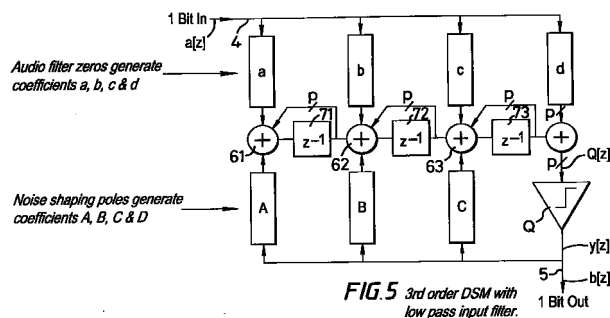 1 Bit In
a[z]
4
Audio filter zeros generate
coefficients a, b, c & d
a
b
c
d
p
p
p
p
71
72
73
+
z-1
+
z-1
+
z-1
+
61
62
63
p
Q[z]
Noise shaping poles generate
coefficients A, B, C & D
A
B
C
Q
y[z]
5
b[z]
FIG.5 3rd order DSM with
low pass input filter.
1 Bit Out